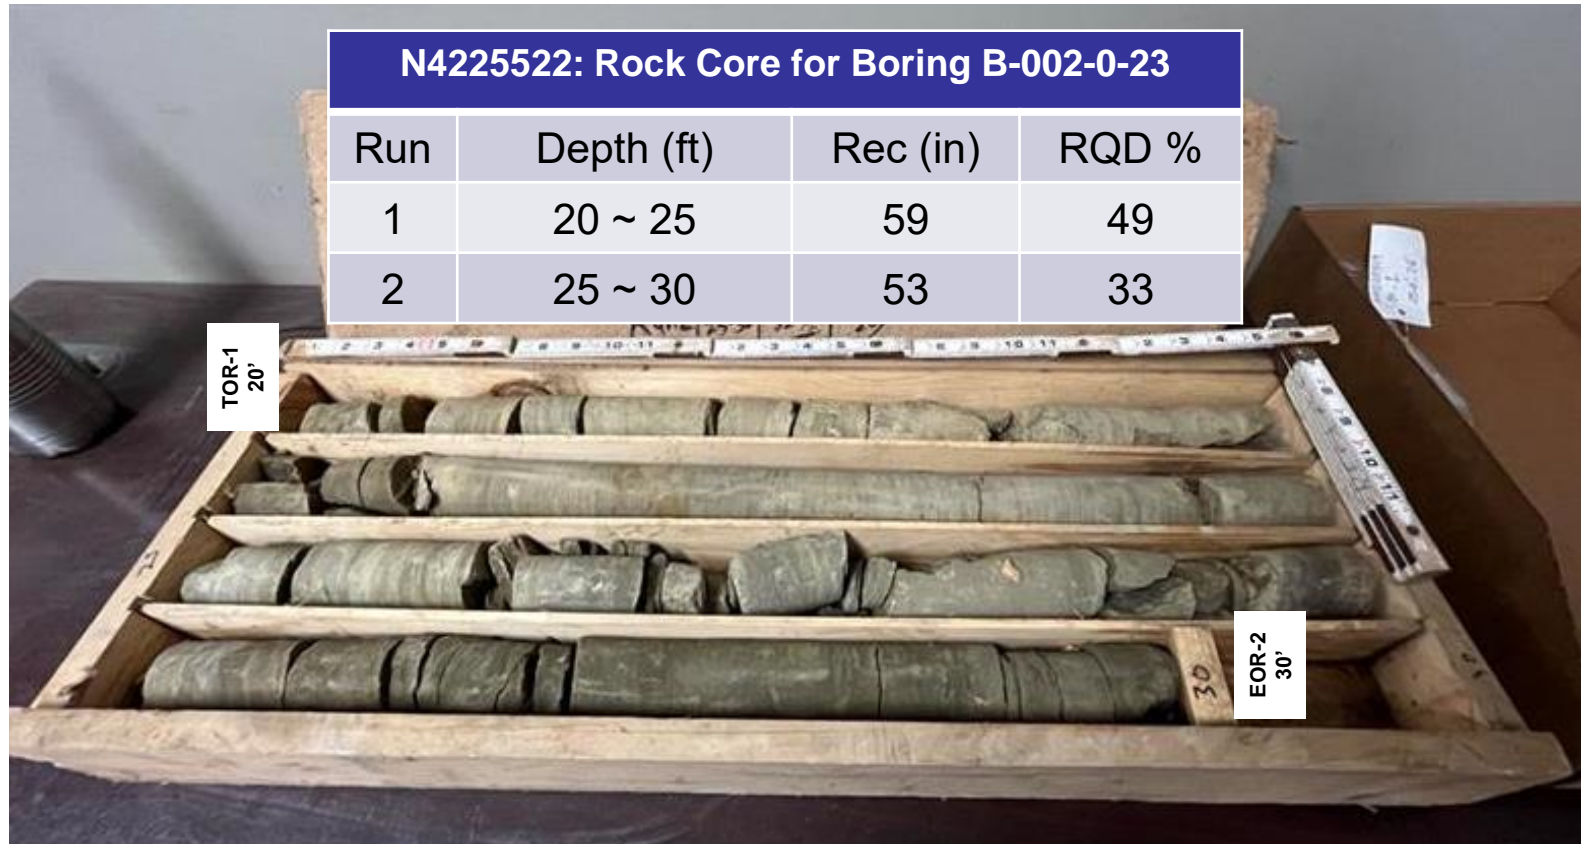 N4225522: Rock Core for Boring B-002-0-23
Run Depth (ft) Rec (in) RQD %
1 20 ~ 25 59 49
2 25 ~ 30 53 33
TOR-1
20’
EOR-2
30’
30